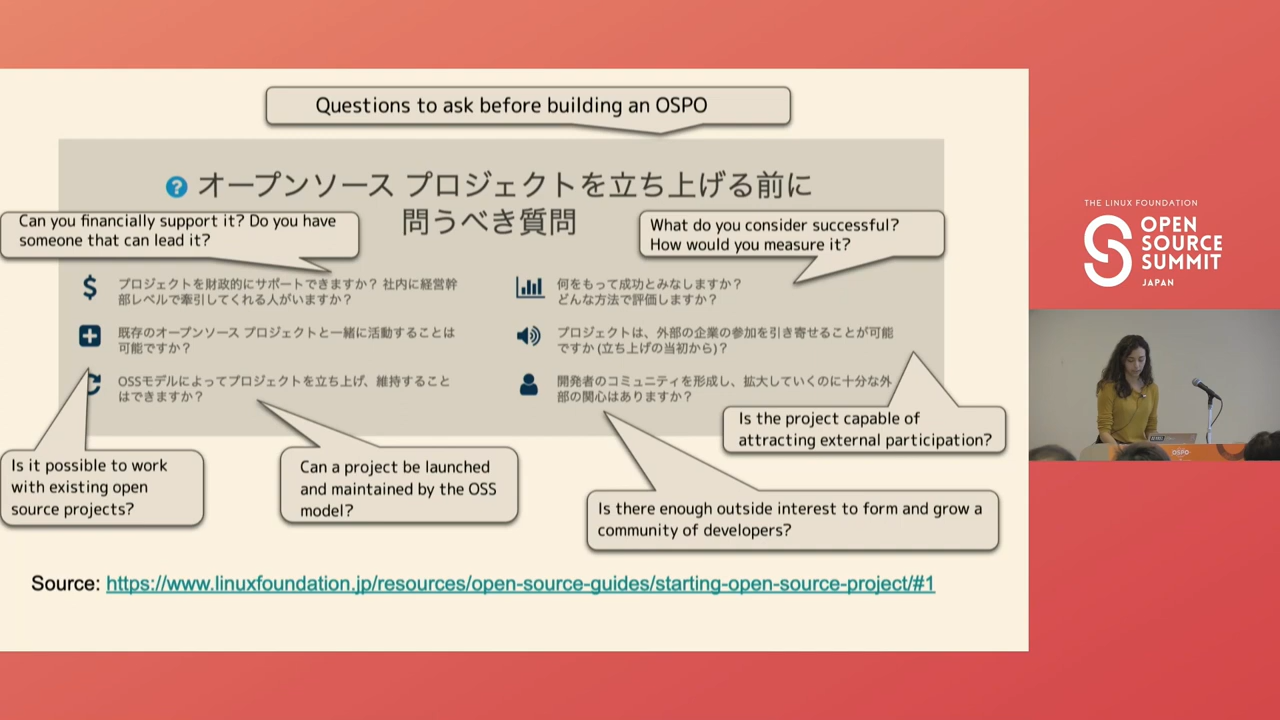 Questions to ask before building an OSPO
オープンソース プロジェクトを立ち上げる前に
問うべき質問
Can you financially support it? Do you have
someone that can lead it?
What do you consider successful?
How would you measure it?
プロジェクトを財政的にサポートできますか？ 社内に経営幹
部レベルで牽引してくれる人がいますか？
何をもって成功とみなしますか？
どんな方法で評価しますか？
既存のオープンソース プロジェクトと一緒に活動することは
可能ですか？
プロジェクトは、外部の企業の参加を引き寄せることが可能
ですか (立ち上げの当初から)？
OSSモデルによってプロジェクトを立ち上げ、維持すること
はできますか？
開発者のコミュニティを形成し、拡大していくのに十分な外
部の関心はありますか？
Is the project capable of
attracting external participation?
Is it possible to work
with existing open
source projects?
Can a project be launched
and maintained by the OSS
model?
Is there enough outside interest to form and grow a
community of developers?
Source: https://www.linuxfoundation.jp/resources/open-source-guides/starting-open-source-project/#1
THE LINUX FOUNDATION
OPEN
SOURCE
SUMMIT
JAPAN
OSPO